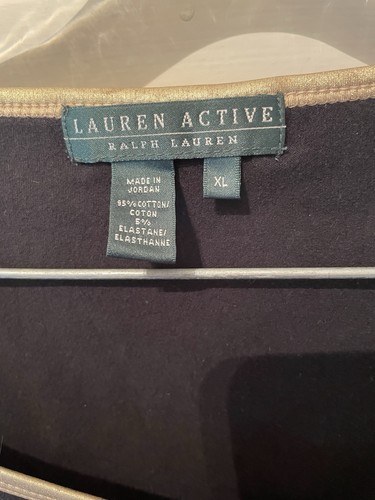 LAUREN ACTIVE
RALPH LAUREN
MADE IN
JORDAN
95% COTTON/
COTON
5%
ELASTANE/
ELASTHANNE
XL